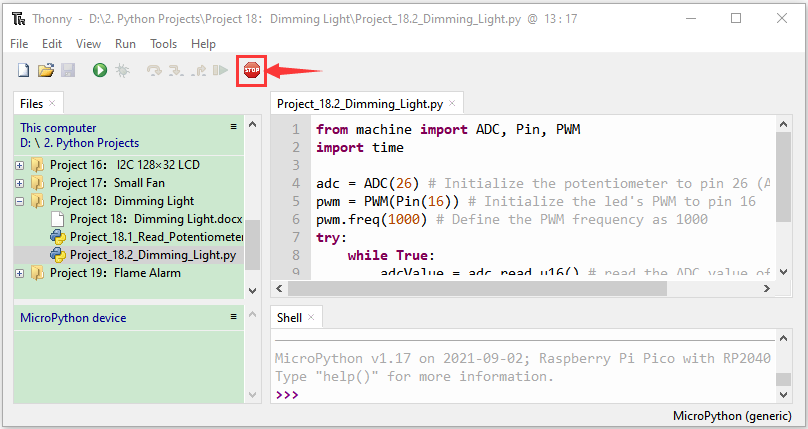 Thonny - D:\2. Python Projects\Project 18：Dimming Light\Project_18.2_Dimming_Light.py @ 13 : 17
File Edit View Run Tools Help
STOP
Files
This computer
D: \ 2. Python Projects
Project 16： I2C 128×32 LCD
Project 17：Small Fan
Project 18：Dimming Light
Project 18：Dimming Light.docx
Project_18.1_Read_Potentiometer
Project_18.2_Dimming_Light.py
Project 19：Flame Alarm
MicroPython device
Project_18.2_Dimming_Light.py
1 from machine import ADC, Pin, PWM
2 import time
3
4 adc = ADC(26) # Initialize the potentiometer to pin 26 (A
5 pwm = PWM(Pin(16)) # Initialize the led's PWM to pin 16
6 pwm.freq(1000) # Define the PWM frequency as 1000
7 try:
8 while True:
9 adcValue = adc.read_u16() # read the ADC value of
Shell
MicroPython v1.17 on 2021-09-02; Raspberry Pi Pico with RP2040
Type "help()" for more information.
>>>
MicroPython (generic)